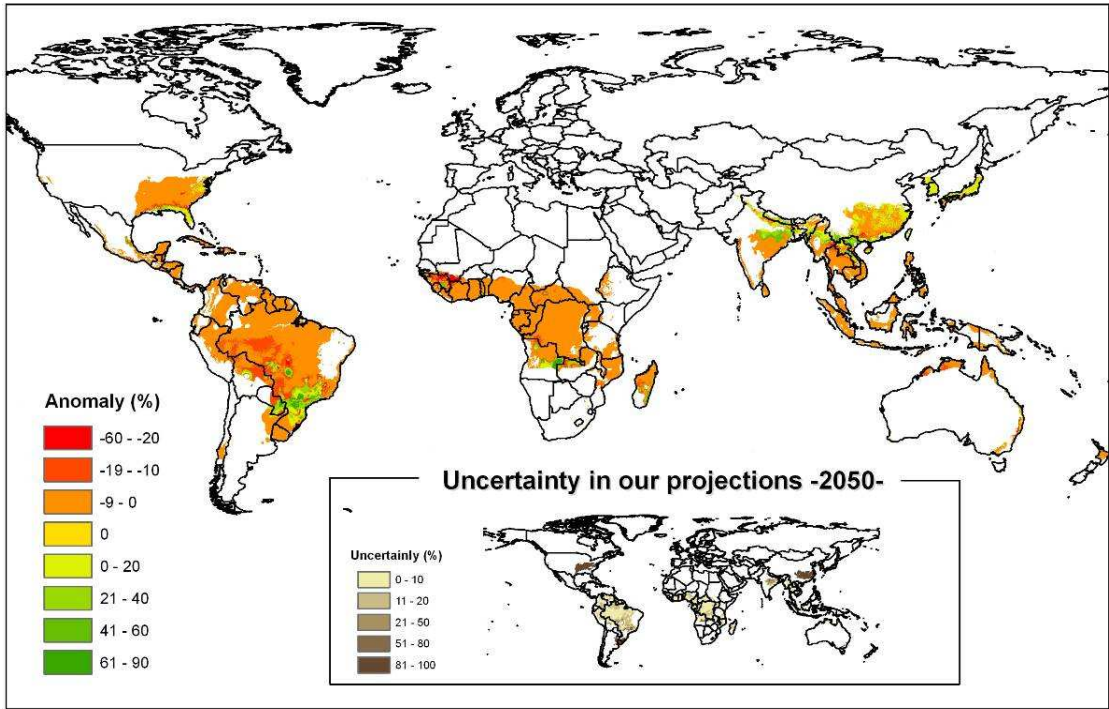 Anomaly (%)
-60 - -20
-19 - -10
-9 - 0
0
0 - 20
21 - 40
41 - 60
61 - 90
Uncertainty in our projections -2050-
Uncertainly (%)
0 - 10
11 - 20
21 - 50
51 - 80
81 - 100